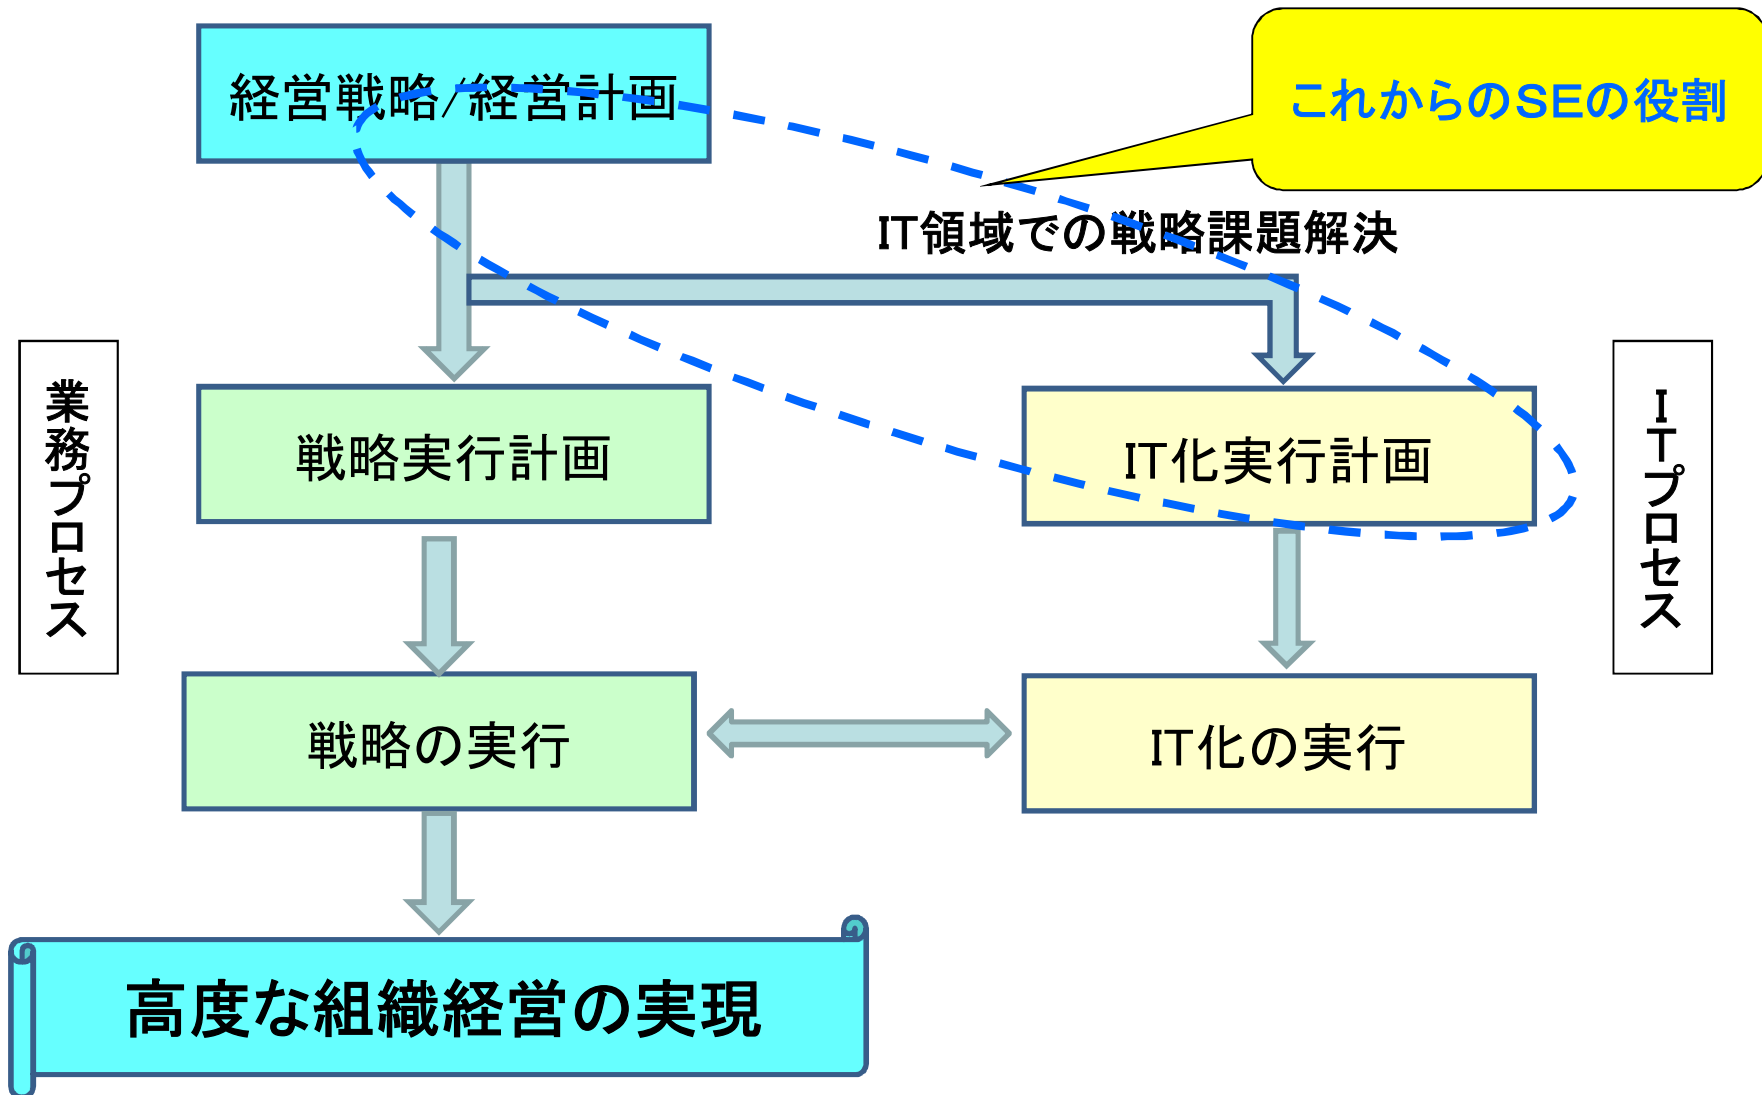 経営戦略/経営計画
これからのSEの役割
IT領域での戦略課題解決
業務プロセス
戦略実行計画
IT化実行計画
ITプロセス
戦略の実行
IT化の実行
高度な組織経営の実現